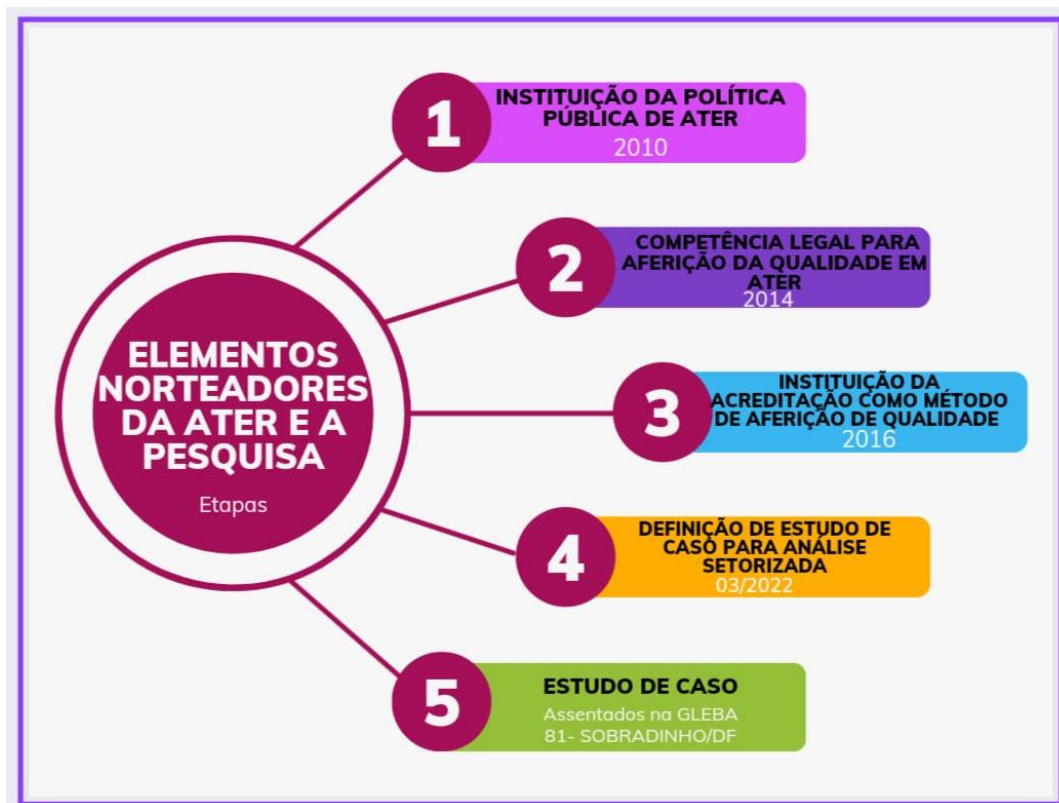 ELEMENTOS
NORTEADORES
DA ATER E A
PESQUISA
Etapas
1
INSTITUIÇÃO DA POLÍTICA
PÚBLICA DE ATER
2010
2
COMPETÊNCIA LEGAL PARA
AFERIÇÃO DA QUALIDADE EM
ATER
2014
3
INSTITUIÇÃO DA
ACREDITAÇÃO COMO MÉTODO
DE AFERIÇÃO DE QUALIDADE
2016
4
DEFINIÇÃO DE ESTUDO DE
CASO PARA ANÁLISE
SETORIZADA
03/2022
5
ESTUDO DE CASO
Assentados na GLEBA
81- SOBRADINHO/DF